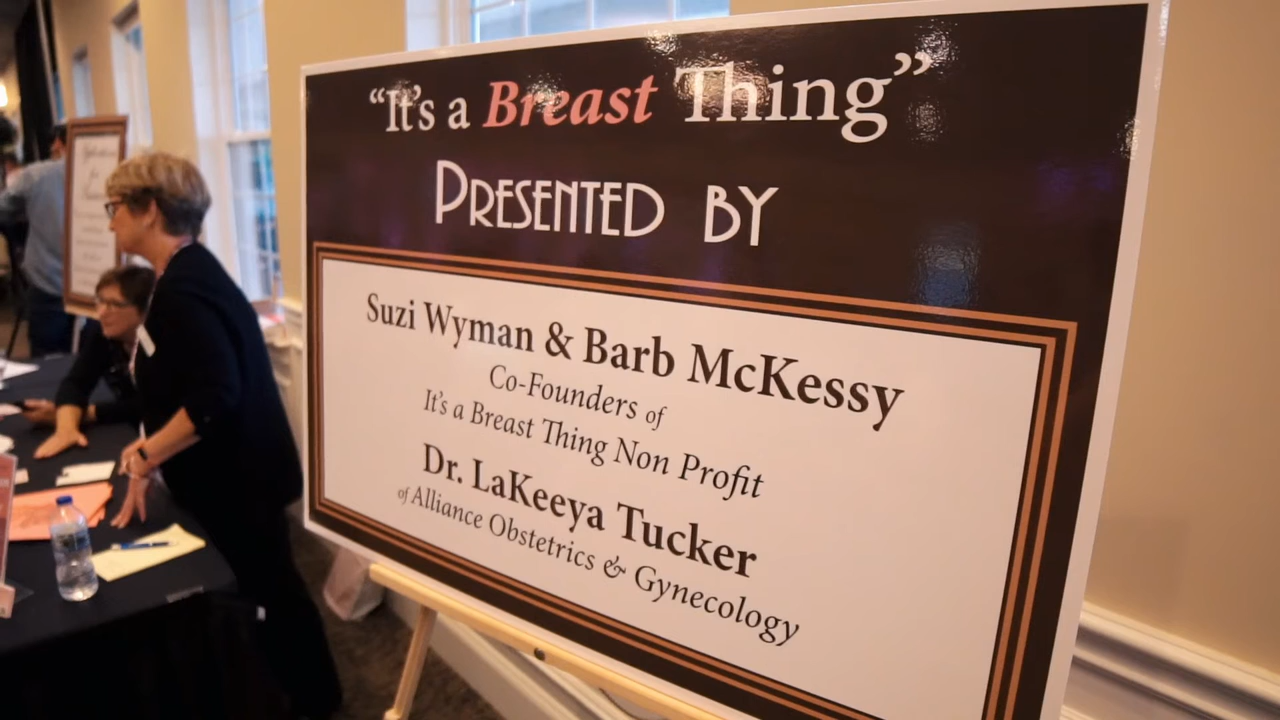 “It's a Breast Thing”
PRESENTED BY
Suzi Wyman & Barb McKessy
Co-Founders of
It's a Breast Thing Non Profit
Dr. LaKeeya Tucker
of Alliance Obstetrics & Gynecology